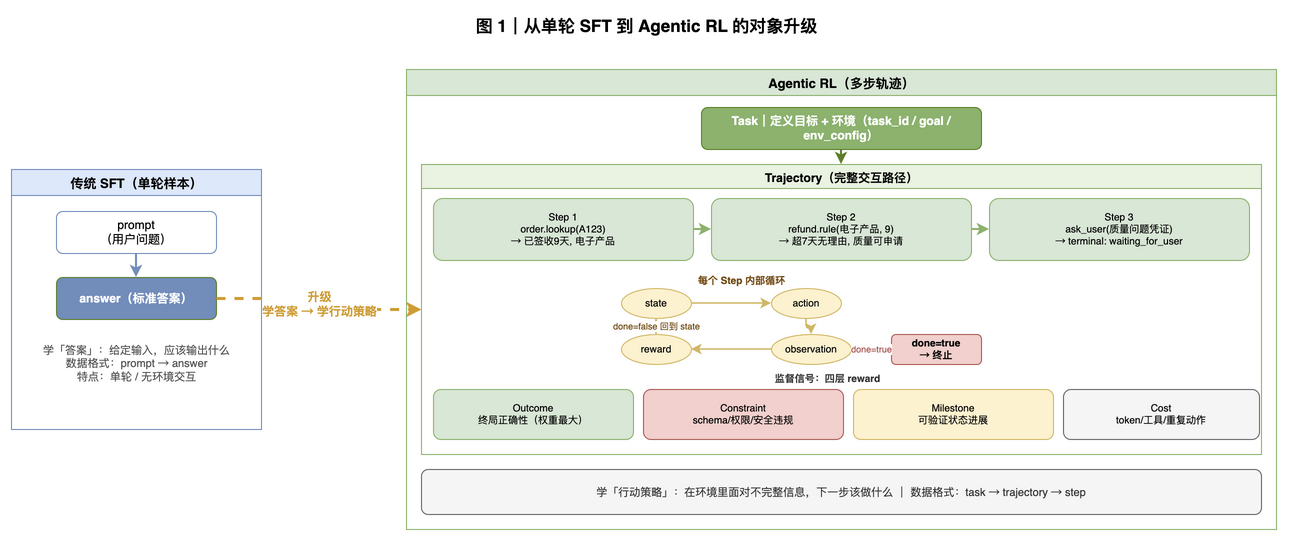 图 1｜从单轮 SFT 到 Agentic RL 的对象升级
传统 SFT（单轮样本）
prompt
（用户问题）
answer（标准答案）
学「答案」：给定输入，应该输出什么
数据格式：prompt → answer
特点：单轮 / 无环境交互
升级
学答案 → 学行动策略
Agentic RL（多步轨迹）
Task｜定义目标 + 环境（task_id / goal /
env_config）
Trajectory（完整交互路径）
Step 1
order.lookup(A123)
→ 已签收9天, 电子产品
Step 2
refund.rule(电子产品, 9)
→ 超7天无理由, 质量可申请
Step 3
ask_user(质量问题凭证)
→ terminal: waiting_for_user
每个 Step 内部循环
state
action
done=false 回到 state
reward
observation
done=true
done=true
→ 终止
监督信号：四层 reward
Outcome
终局正确性（权重最大）
Constraint
schema/权限/安全违规
Milestone
可验证状态进展
Cost
token/工具/重复动作
学「行动策略」：在环境里面对不完整信息，下一步该做什么 ｜ 数据格式：task → trajectory → step